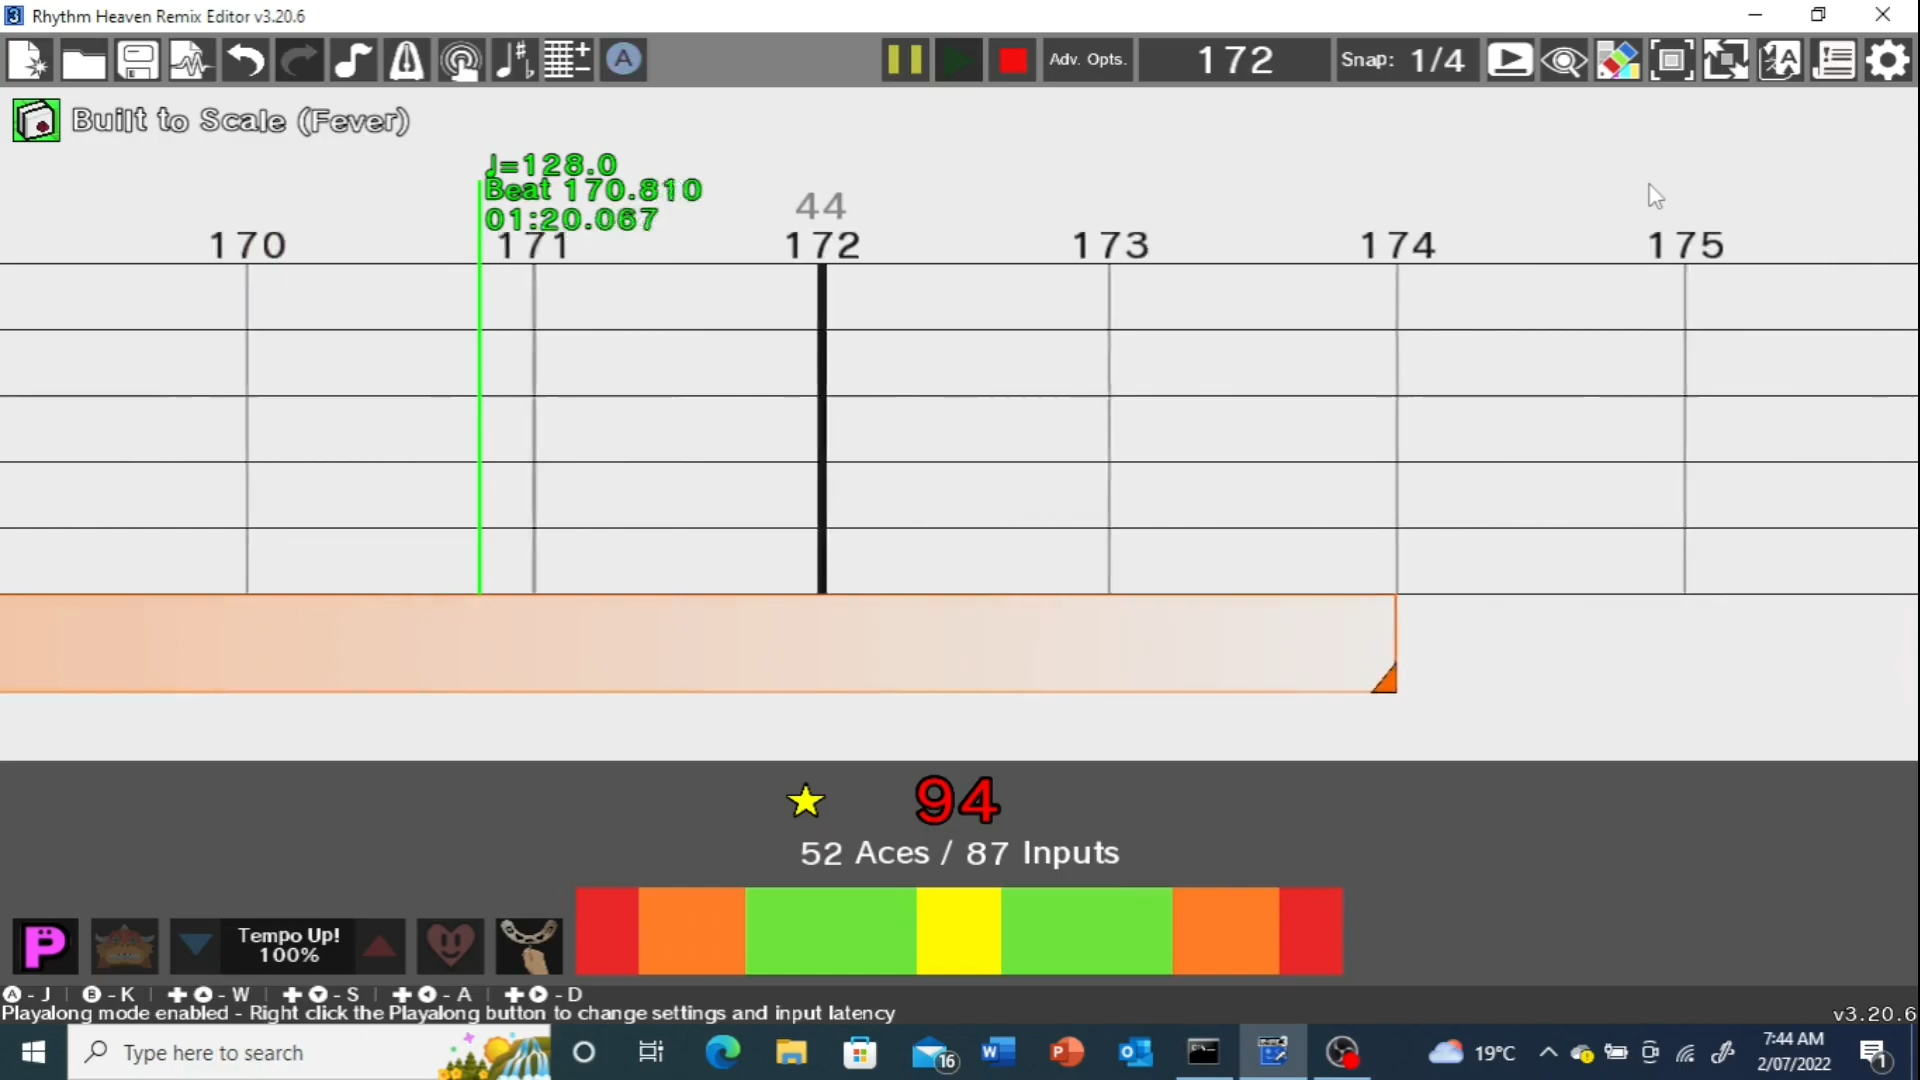 Rhythm Heaven Remix Editor v3.20.6
Adv. Opts.
172
Snap: 1/4
A
Built to Scale (Fever)
♩=128.0
Beat 170.810
01:20.067
44
170 171 172 173 174 175
94
52 Aces / 87 Inputs
P
Tempo Up!
100%
A - J | B - K | - W | - S | - A | - D
Playalong mode enabled - Right click the Playalong button to change settings and input latency
v3.20.6
Type here to search
16
19°C
7:44 AM
2/07/2022
1